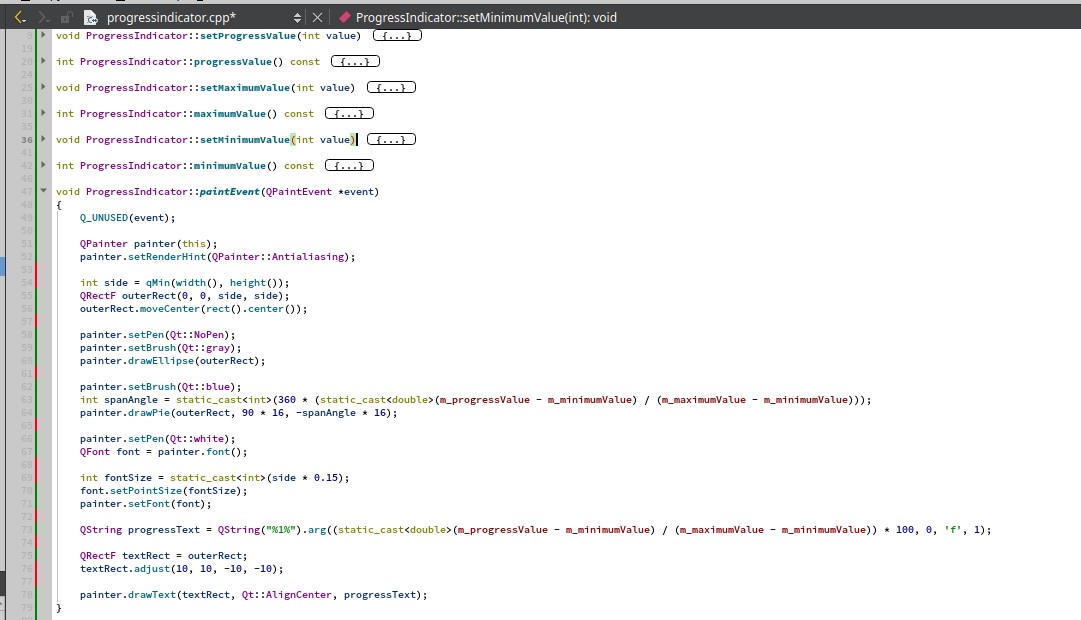 progressindicator.cpp* ProgressIndicator::setMinimumValue(int): void
9 void ProgressIndicator::setProgressValue(int value) {...}
19
20 int ProgressIndicator::progressValue() const {...}
24
25 void ProgressIndicator::setMaximumValue(int value) {...}
30
31 int ProgressIndicator::maximumValue() const {...}
35
36 void ProgressIndicator::setMinimumValue(int value) {...}
41
42 int ProgressIndicator::minimumValue() const {...}
46
47 void ProgressIndicator::paintEvent(QPaintEvent *event)
48 {
49 Q_UNUSED(event);
50
51 QPainter painter(this);
52 painter.setRenderHint(QPainter::Antialiasing);
53
54 int side = qMin(width(), height());
55 QRectF outerRect(0, 0, side, side);
56 outerRect.moveCenter(rect().center());
57
58 painter.setPen(Qt::NoPen);
59 painter.setBrush(Qt::gray);
60 painter.drawEllipse(outerRect);
61
62 painter.setBrush(Qt::blue);
63 int spanAngle = static_cast<int>(360 * (static_cast<double>(m_progressValue - m_minimumValue) / (m_maximumValue - m_minimumValue)));
64 painter.drawPie(outerRect, 90 * 16, -spanAngle * 16);
65
66 painter.setPen(Qt::white);
67 QFont font = painter.font();
68
69 int fontSize = static_cast<int>(side * 0.15);
70 font.setPointSize(fontSize);
71 painter.setFont(font);
72
73 QString progressText = QString("%1%").arg((static_cast<double>(m_progressValue - m_minimumValue) / (m_maximumValue - m_minimumValue)) * 100, 0, 'f', 1);
74
75 QRectF textRect = outerRect;
76 textRect.adjust(10, 10, -10, -10);
77
78 painter.drawText(textRect, Qt::AlignCenter, progressText);
79 }